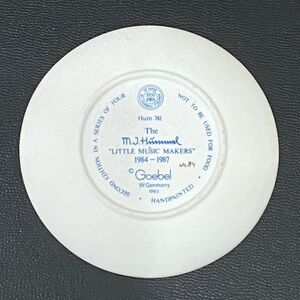 Hum 741
The
M.J. Hummel
"LITTLE MUSIC MAKERS"
1984 – 1987
© Goebel
W. Germany
1983
SECOND EDITION IN A SERIES OF FOUR
NOT TO BE USED FOR FOOD
• HANDPAINTED •